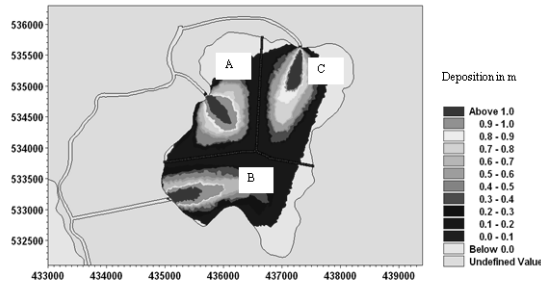 536000
535500
535000
534500
534000
533500
533000
532500
433000 434000 435000 436000 437000 438000 439000
A
C
B
Deposition in m
Above 1.0
0.9 - 1.0
0.8 - 0.9
0.7 - 0.8
0.6 - 0.7
0.5 - 0.6
0.4 - 0.5
0.3 - 0.4
0.2 - 0.3
0.1 - 0.2
0.0 - 0.1
Below 0.0
Undefined Value